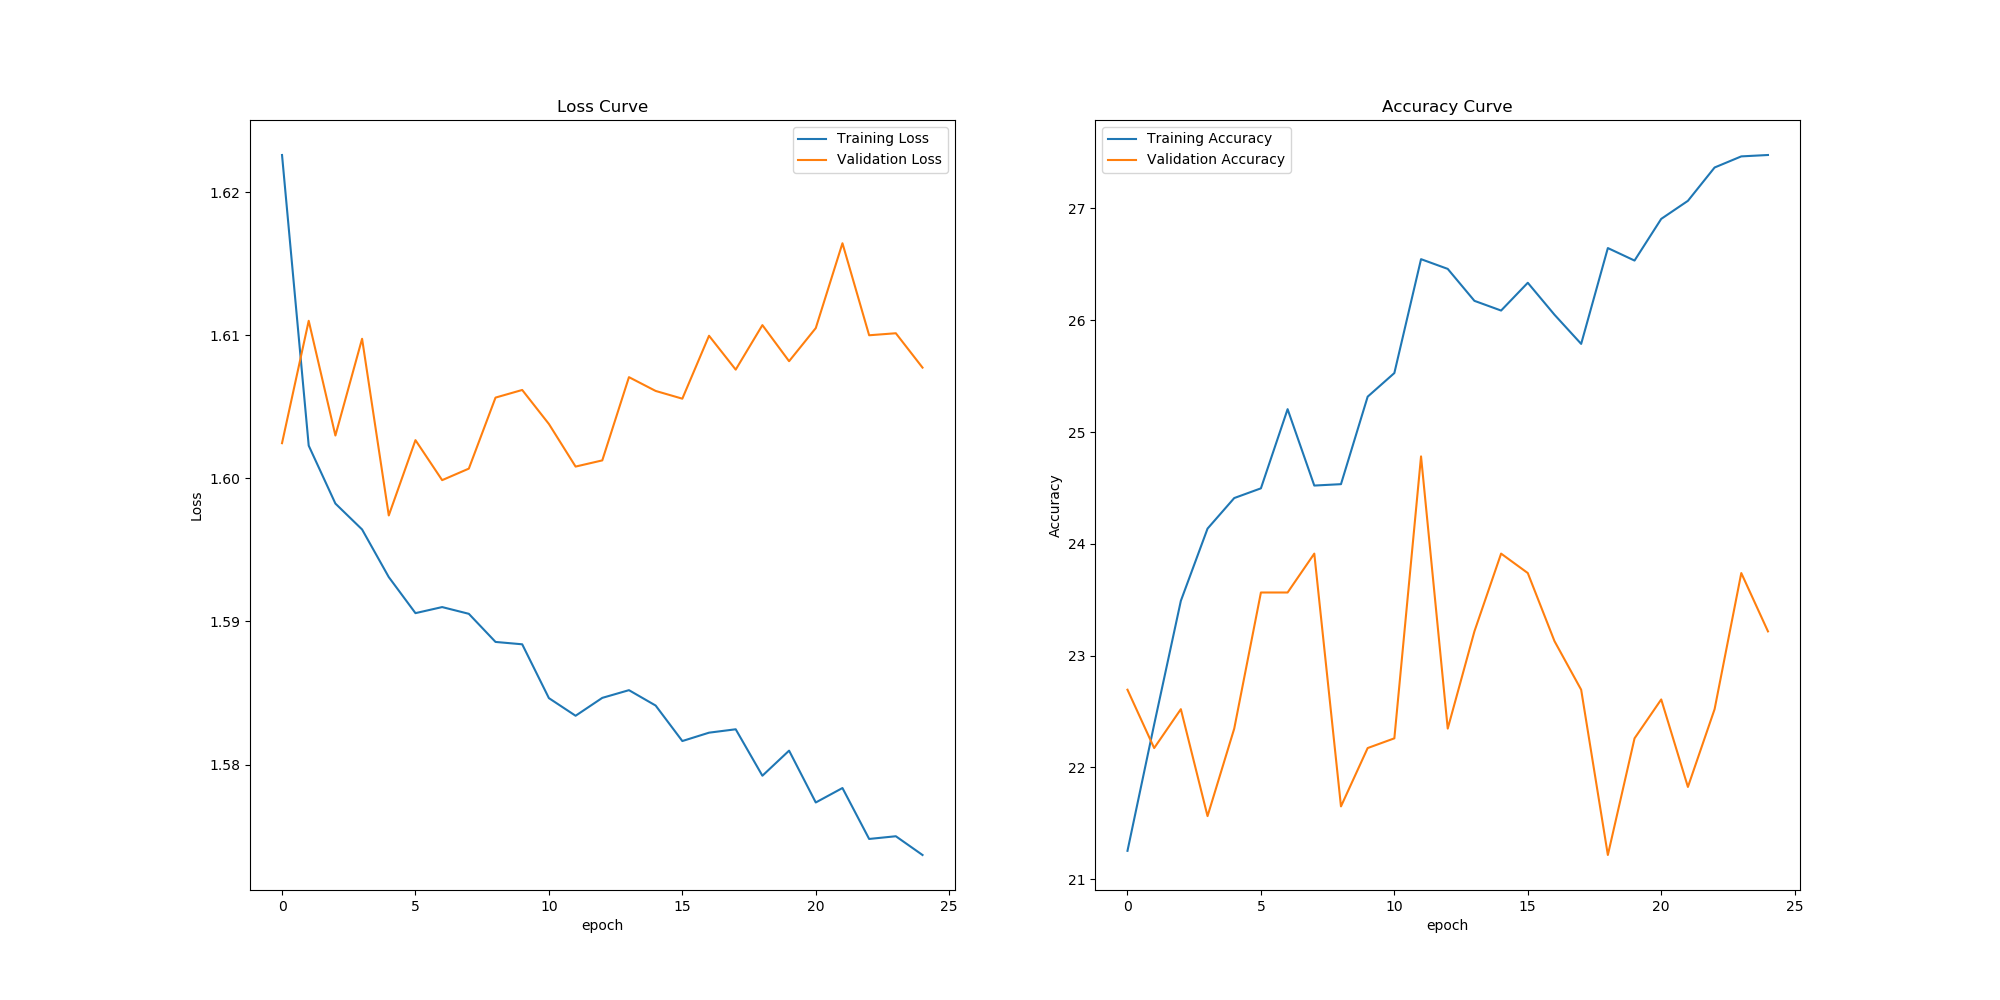 Loss Curve
Training Loss
Validation Loss
1.62
1.61
1.60
1.59
1.58
Loss
0 5 10 15 20 25
epoch
Accuracy Curve
Training Accuracy
Validation Accuracy
27
26
25
24
23
22
21
Accuracy
0 5 10 15 20 25
epoch